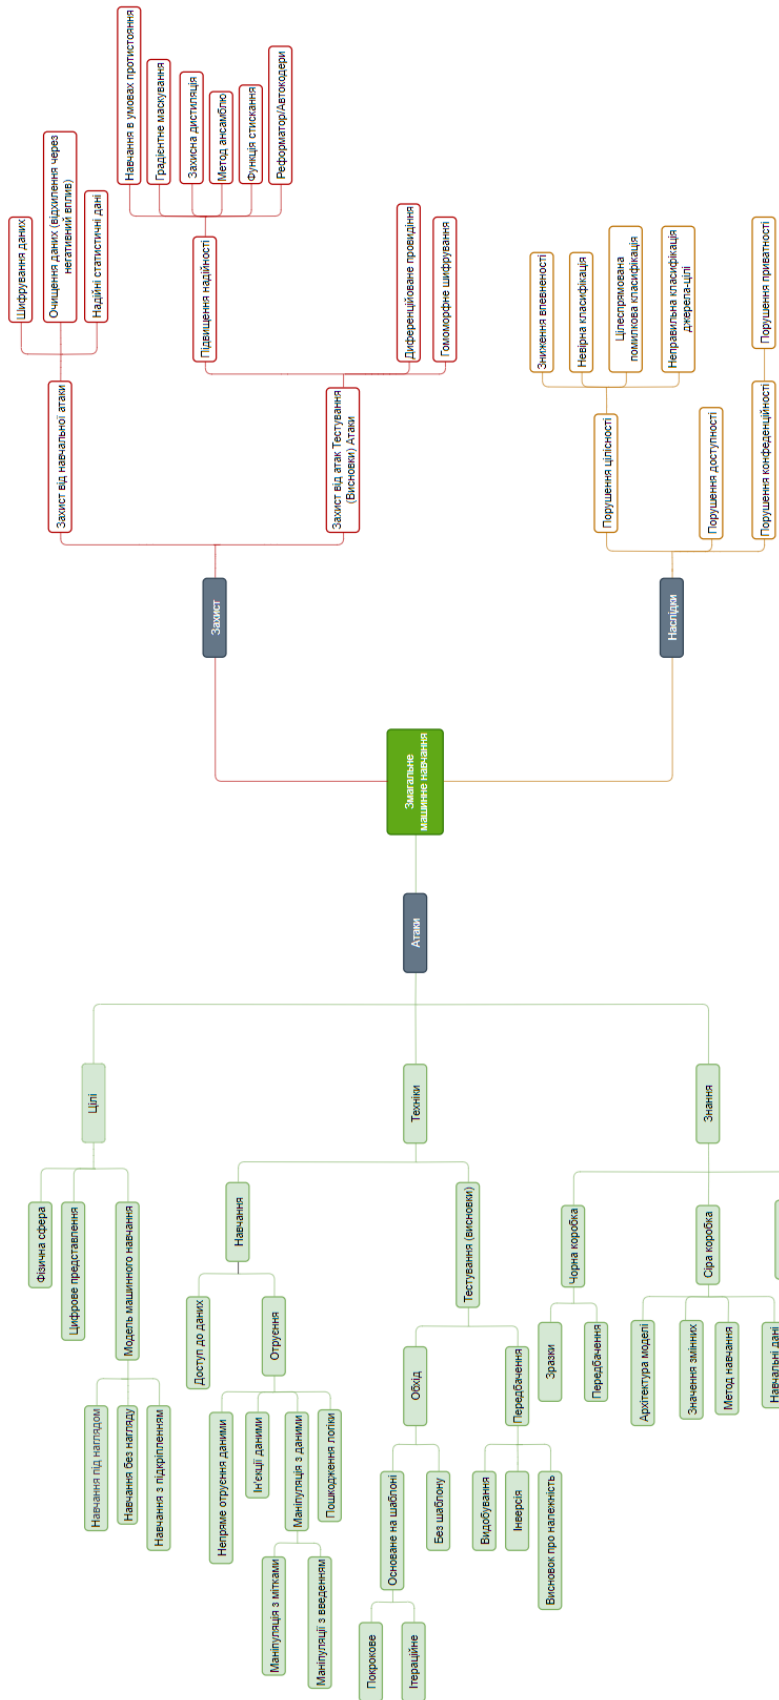 Змагальне
машинне навчання
Атаки
Цілі
Фізична сфера
Цифрове представлення
Модель машинного навчання
Навчання під наглядом
Навчання без нагляду
Навчання з підкріпленням
Техніки
Навчання
Доступ до даних
Отруєння
Непряме отруєння даними
Ін'єкції даними
Маніпуляція з даними
Маніпуляція з мітками
Маніпуляції з введенням
Пошкодження логіки
Тестування (висновки)
Обхід
Основане на шаблоні
Покрокове
Ітераційне
Без шаблону
Передбачення
Видобування
Інверсія
Висновок про належність
Знання
Чорна коробка
Зразки
Передбачення
Сіра коробка
Архітектура моделі
Значення змінних
Метод навчання
Навчальні дані
Захист
Захист від навчальної атаки
Шифрування даних
Очищення даних (відхилення через
негативний вплив)
Надійні статистичні дані
Захист від атак Тестування
(Висновки) Атаки
Підвищення надійності
Навчання в умовах протистояння
Градієнтне маскування
Захисна дистиляція
Метод ансамблю
Функція стискання
Реформатор/Автокодери
Диференційоване провидіння
Гомоморфне шифрування
Наслідки
Порушення цілісності
Зниження впевненості
Невірна класифікація
Цілеспрямована
помилкова класифікація
Неправильна класифікація
джерела-цілі
Порушення доступності
Порушення конфеденційності
Порушення приватності